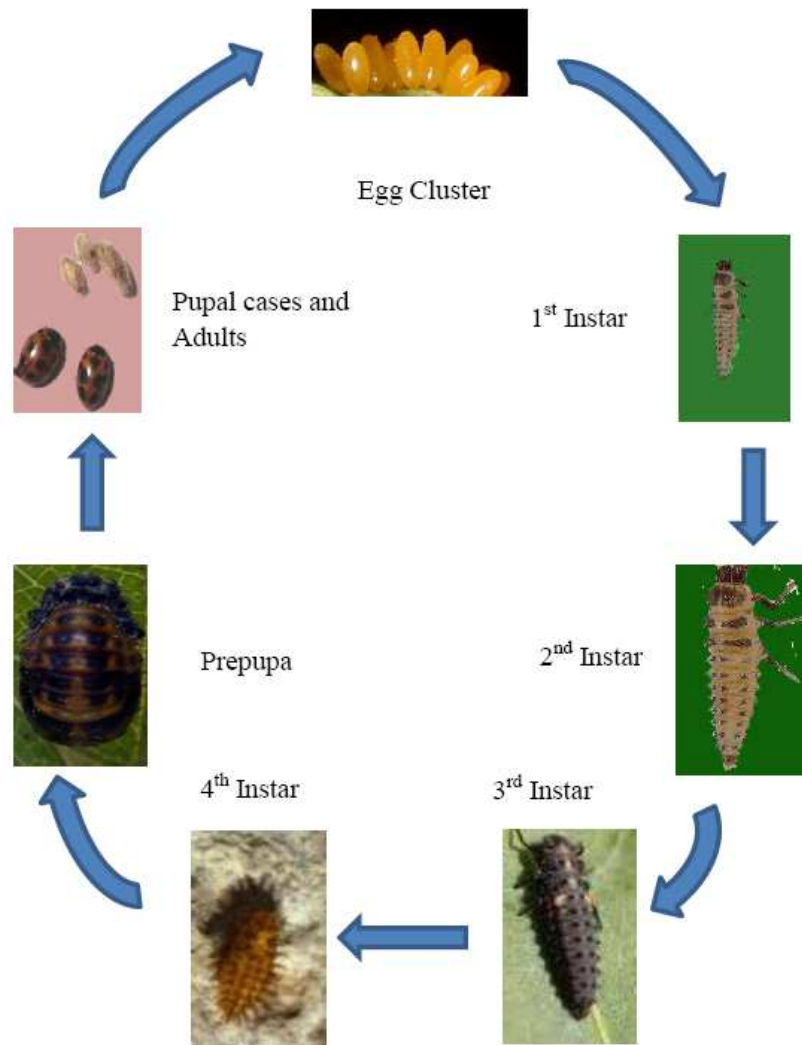 Egg Cluster
Pupal cases and
Adults
1st Instar
2nd Instar
Prepupa
4th Instar
3rd Instar